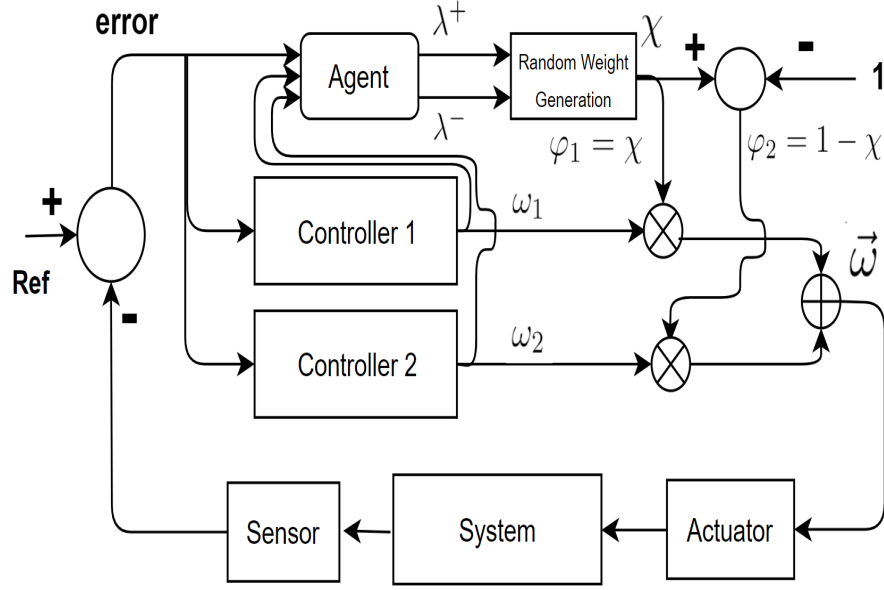 error
λ⁺
Agent
λ⁻
Random Weight
Generation
χ
+
-
1
φ₁ = χ
φ₂ = 1 − χ
+
Ref
-
Controller 1
ω₁
ω⃗
Controller 2
ω₂
Sensor
System
Actuator